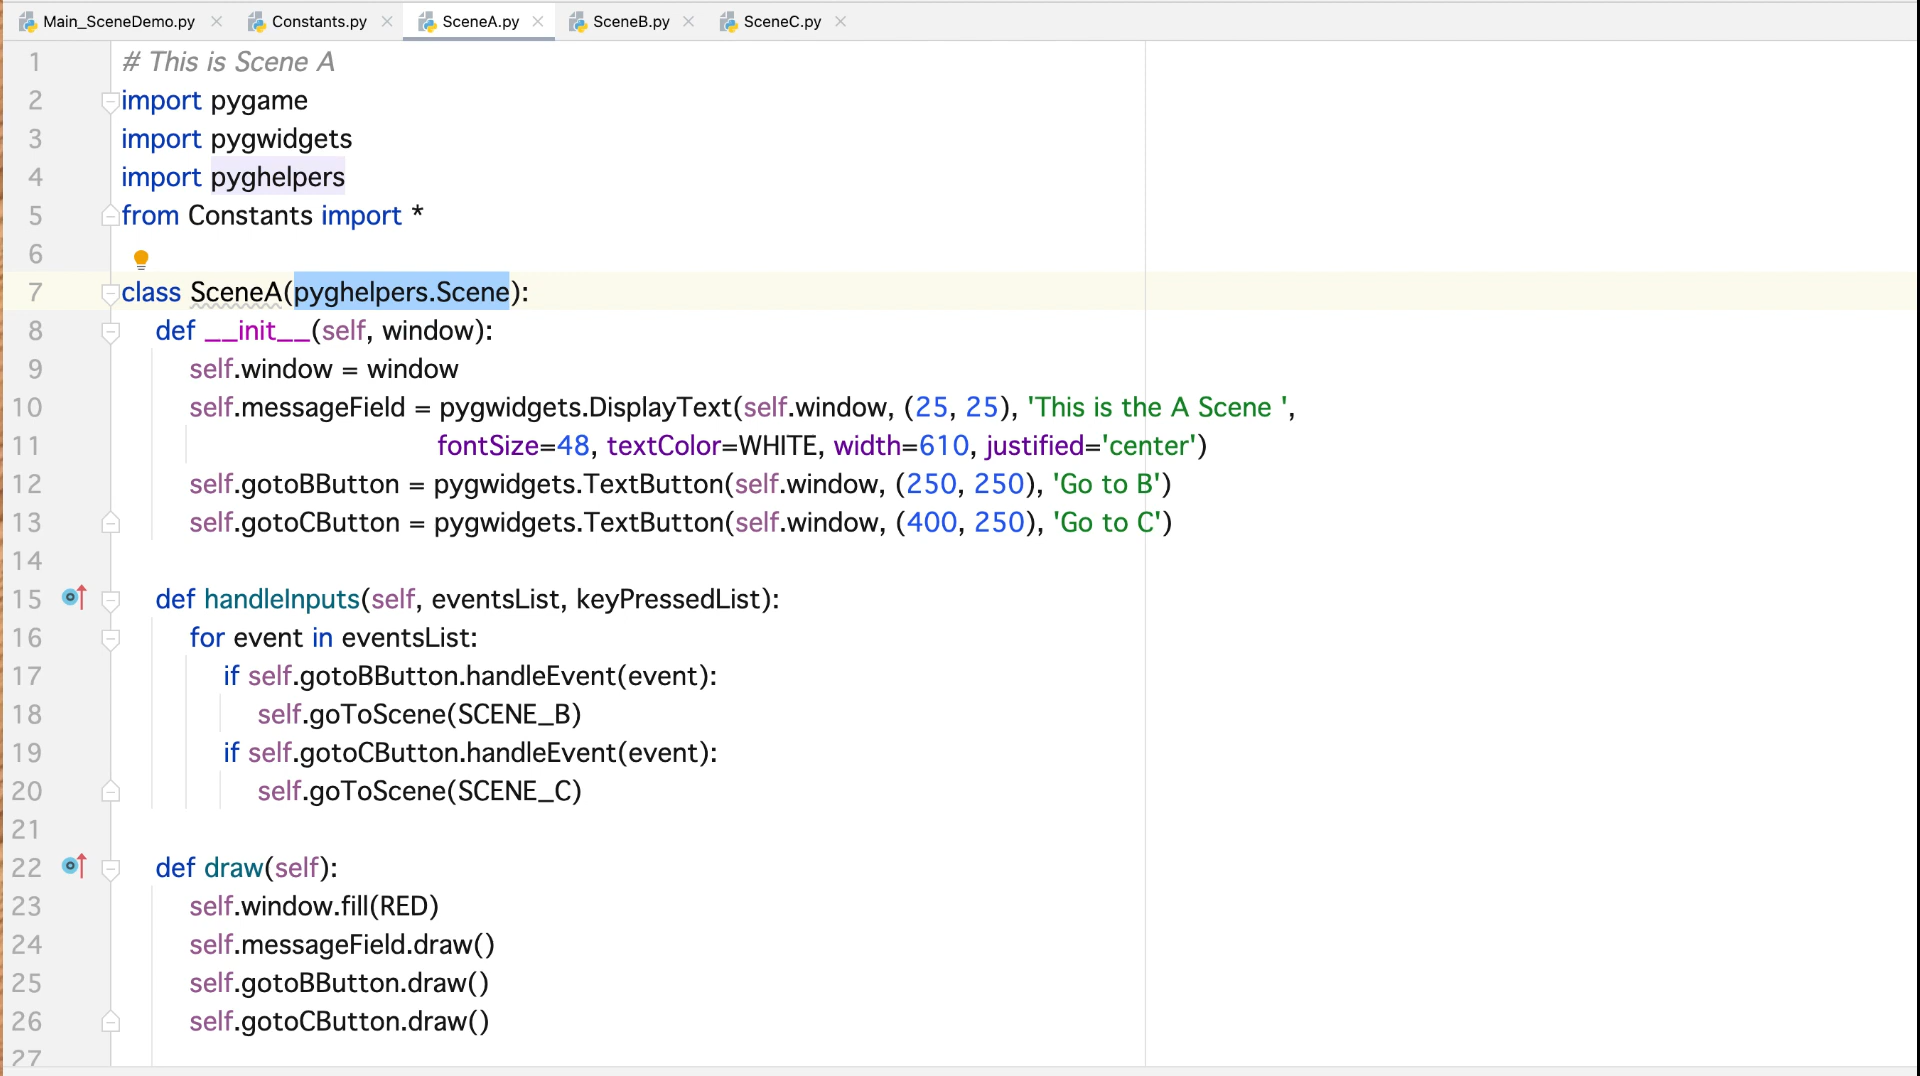 Main_SceneDemo.py Constants.py SceneA.py SceneB.py SceneC.py
1 # This is Scene A
2 import pygame
3 import pygwidgets
4 import pyghelpers
5 from Constants import *
6
7 class SceneA(pyghelpers.Scene):
8 def __init__(self, window):
9 self.window = window
10 self.messageField = pygwidgets.DisplayText(self.window, (25, 25), 'This is the A Scene ',
11 fontSize=48, textColor=WHITE, width=610, justified='center')
12 self.gotoBButton = pygwidgets.TextButton(self.window, (250, 250), 'Go to B')
13 self.gotoCButton = pygwidgets.TextButton(self.window, (400, 250), 'Go to C')
14
15 def handleInputs(self, eventsList, keyPressedList):
16 for event in eventsList:
17 if self.gotoBButton.handleEvent(event):
18 self.goToScene(SCENE_B)
19 if self.gotoCButton.handleEvent(event):
20 self.goToScene(SCENE_C)
21
22 def draw(self):
23 self.window.fill(RED)
24 self.messageField.draw()
25 self.gotoBButton.draw()
26 self.gotoCButton.draw()
27